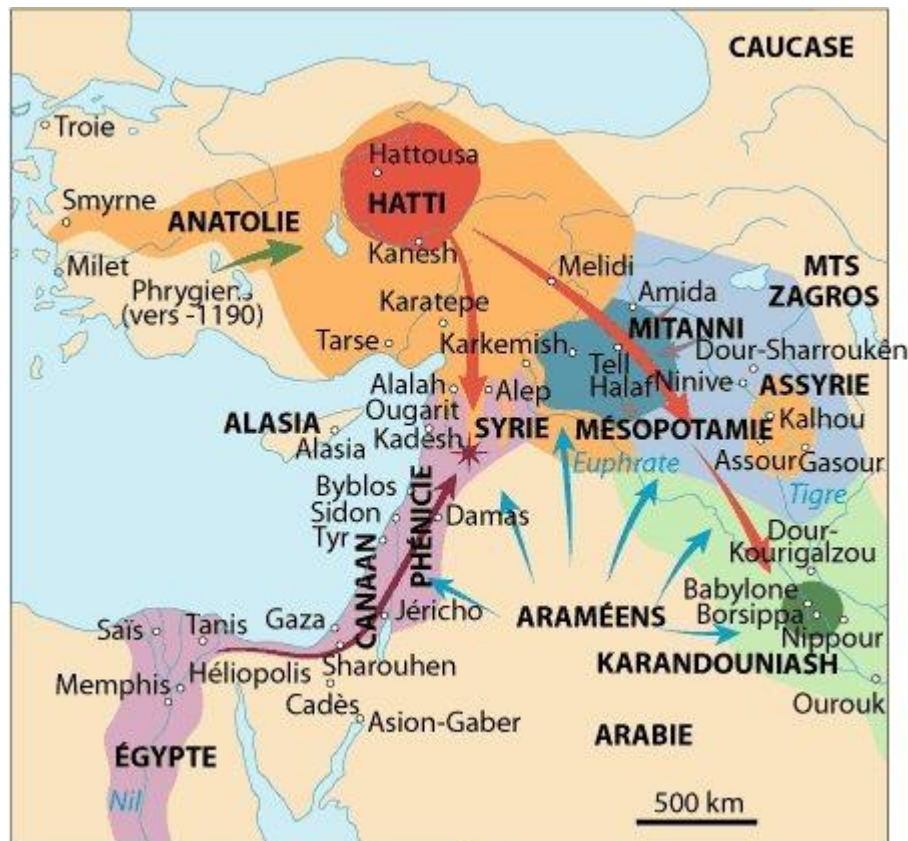 CAUCASE
Troie
Hattousa
HATTI
Smyrne
ANATOLIE
Kanesh
Milet
Melidi
MTS
ZAGROS
Phrygiens
(vers -1190)
Amida
Karatepe
MITANNI
Tarse
Karkemish
Dour-Sharroukên
Tell
Halaf
Ninive
ASSYRIE
Alalah
Alep
Kalhou
ALASIA
Ougarit
SYRIE
MÉSOPOTAMIE
Alasia
Kadesh
Assour
Gasour
Euphrate
Tigre
Byblos
PHÉNICIE
Sidon
Damas
Tyr
CANAAN
Dour-
Kourigalzou
Babylone
Borsippa
Nippour
Saïs
Tanis
Gaza
Jéricho
ARAMÉENS
Héliopolis
Sharouhen
KARANDOUNIASH
Memphis
Cadès
Ourouk
Asion-Gaber
ARABIE
ÉGYPTE
Nil
500 km